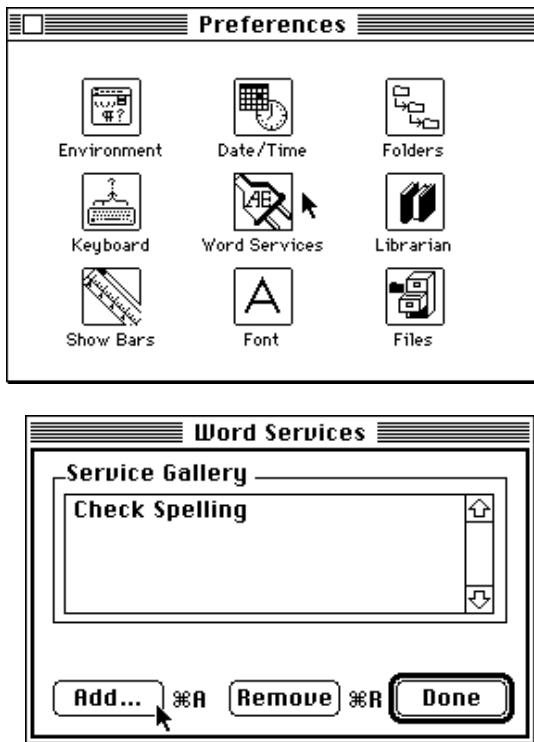 Preferences
Environment Date/Time Folders
Keyboard Word Services Librarian
Show Bars Font Files
Word Services
Service Gallery
Check Spelling
Add... ⌘A Remove ⌘R Done